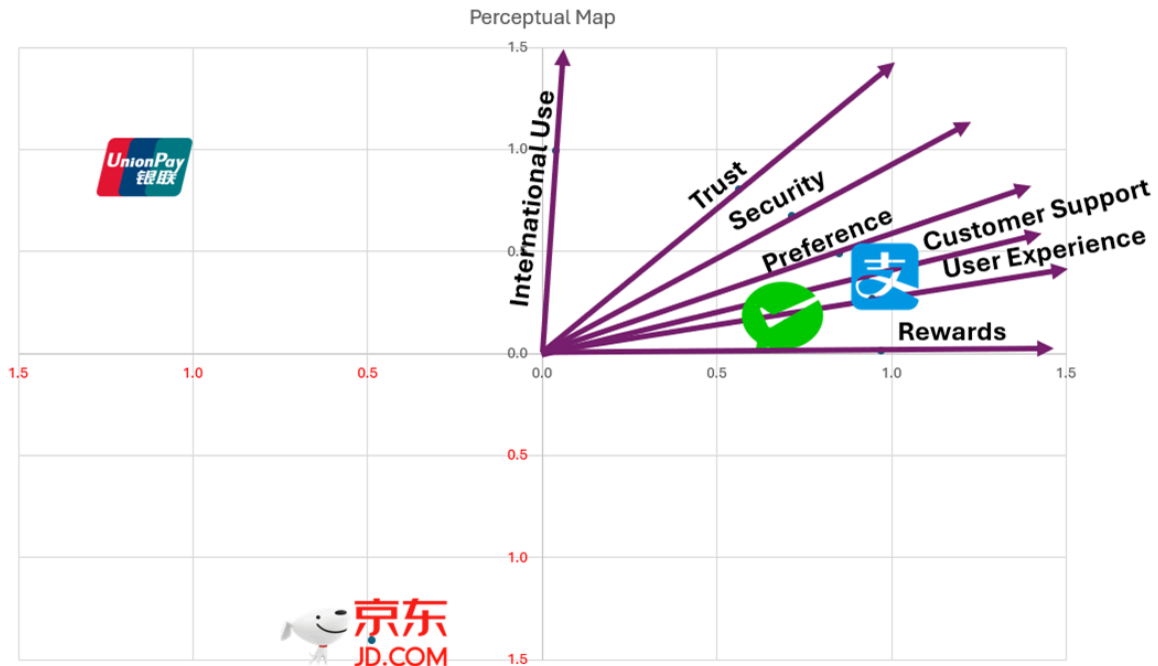 Perceptual Map
1.5
1.0
0.5
0.0
0.5
1.0
1.5
1.5
1.0
0.5
0.0
0.5
1.0
1.5
International Use
Trust
Security
Preference
Customer Support
User Experience
Rewards
UnionPay
银联
支
京东
JD.COM